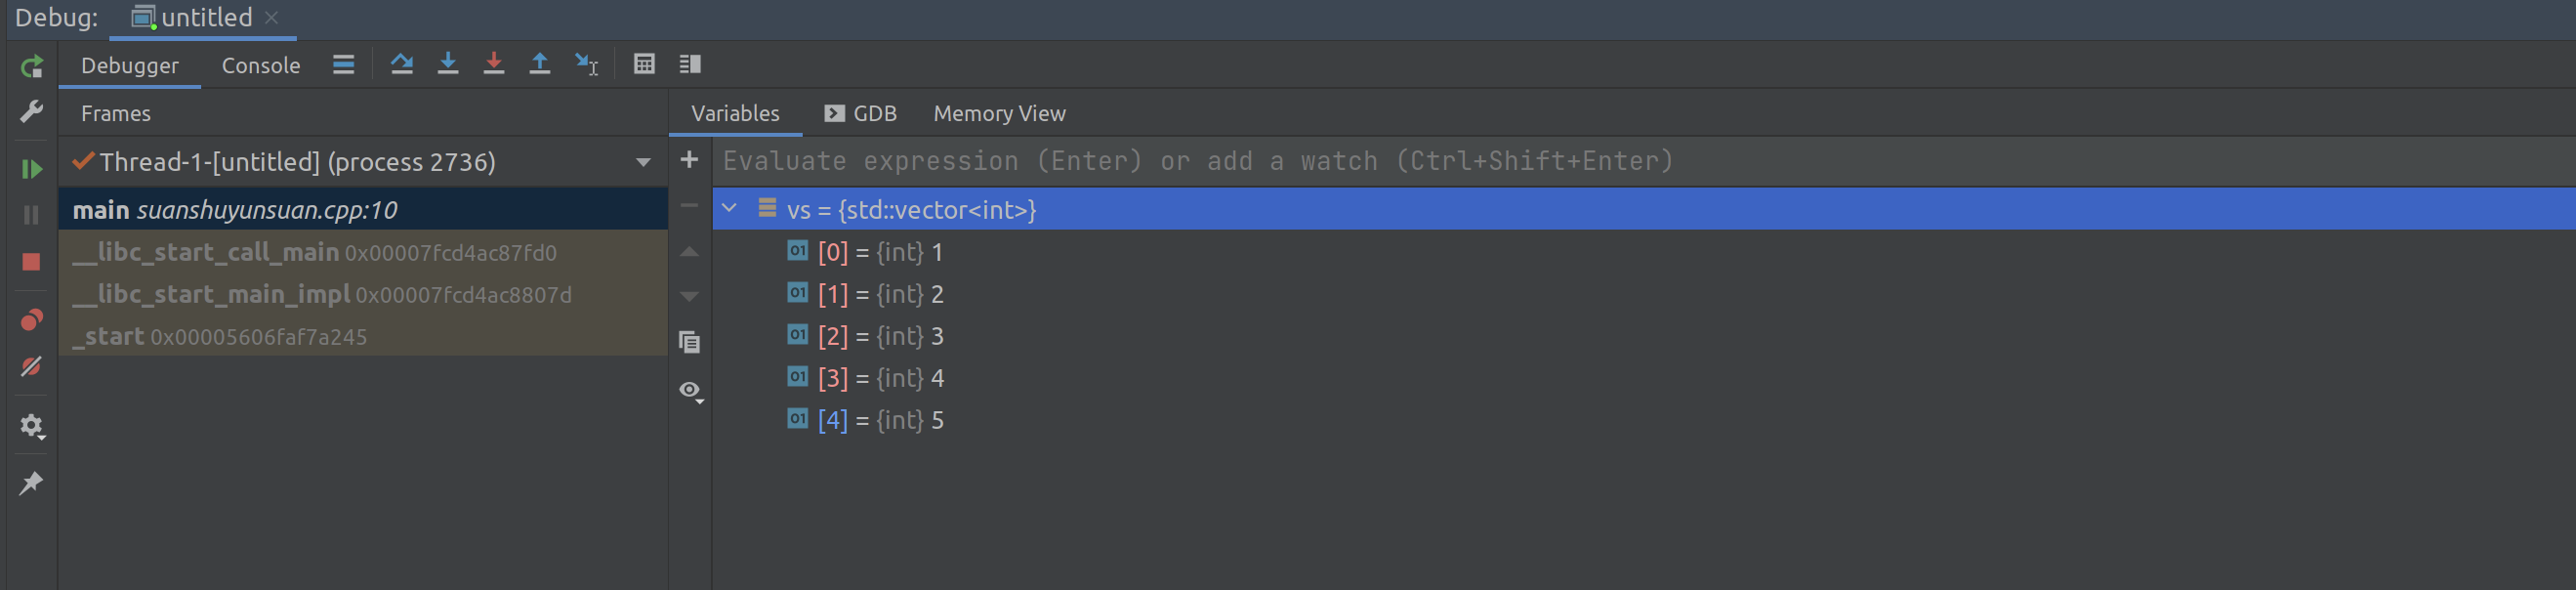 Debug: untitled
Debugger Console
Frames
Variables GDB Memory View
Thread-1-[untitled] (process 2736)
Evaluate expression (Enter) or add a watch (Ctrl+Shift+Enter)
main suanshuyunsuan.cpp:10
__libc_start_call_main 0x00007fcd4ac87fd0
__libc_start_main_impl 0x00007fcd4ac8807d
_start 0x00005606faf7a245
vs = {std::vector<int>}
01 [0] = {int} 1
01 [1] = {int} 2
01 [2] = {int} 3
01 [3] = {int} 4
01 [4] = {int} 5